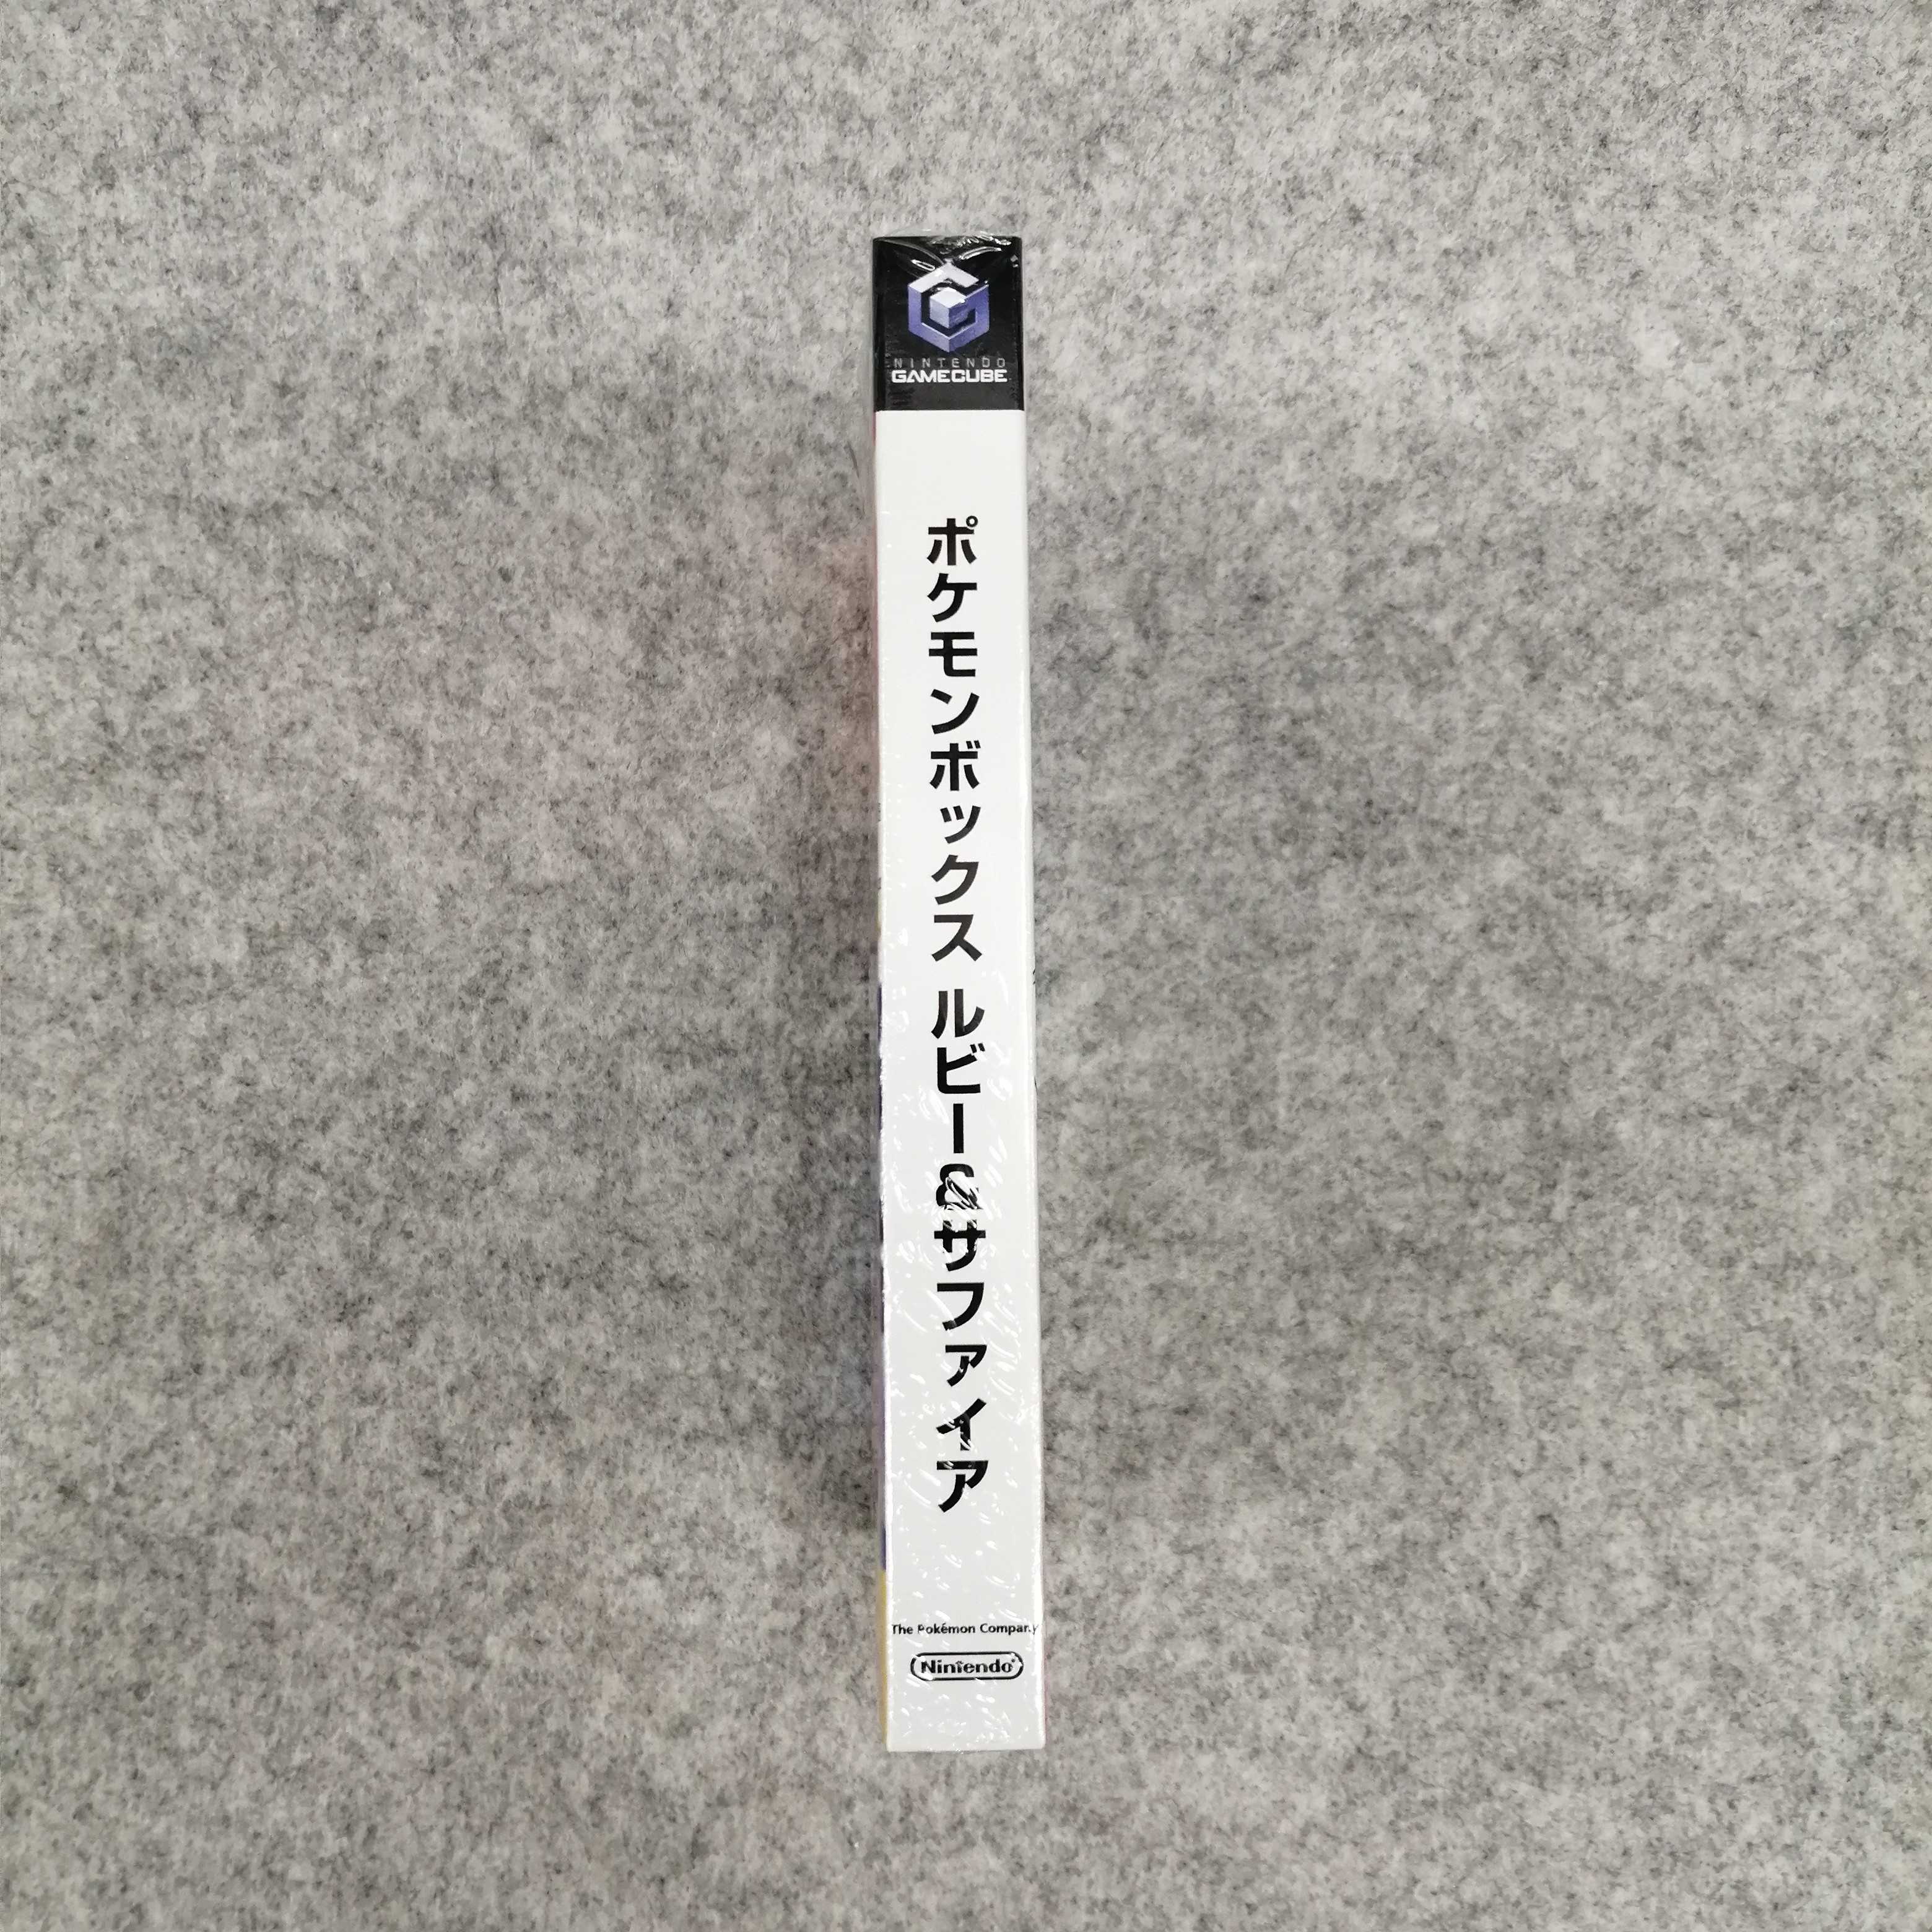 NINTENDO
GAMECUBE
ポケモンボックス ルビー&サファイア
The Pokémon Company
Nintendo®